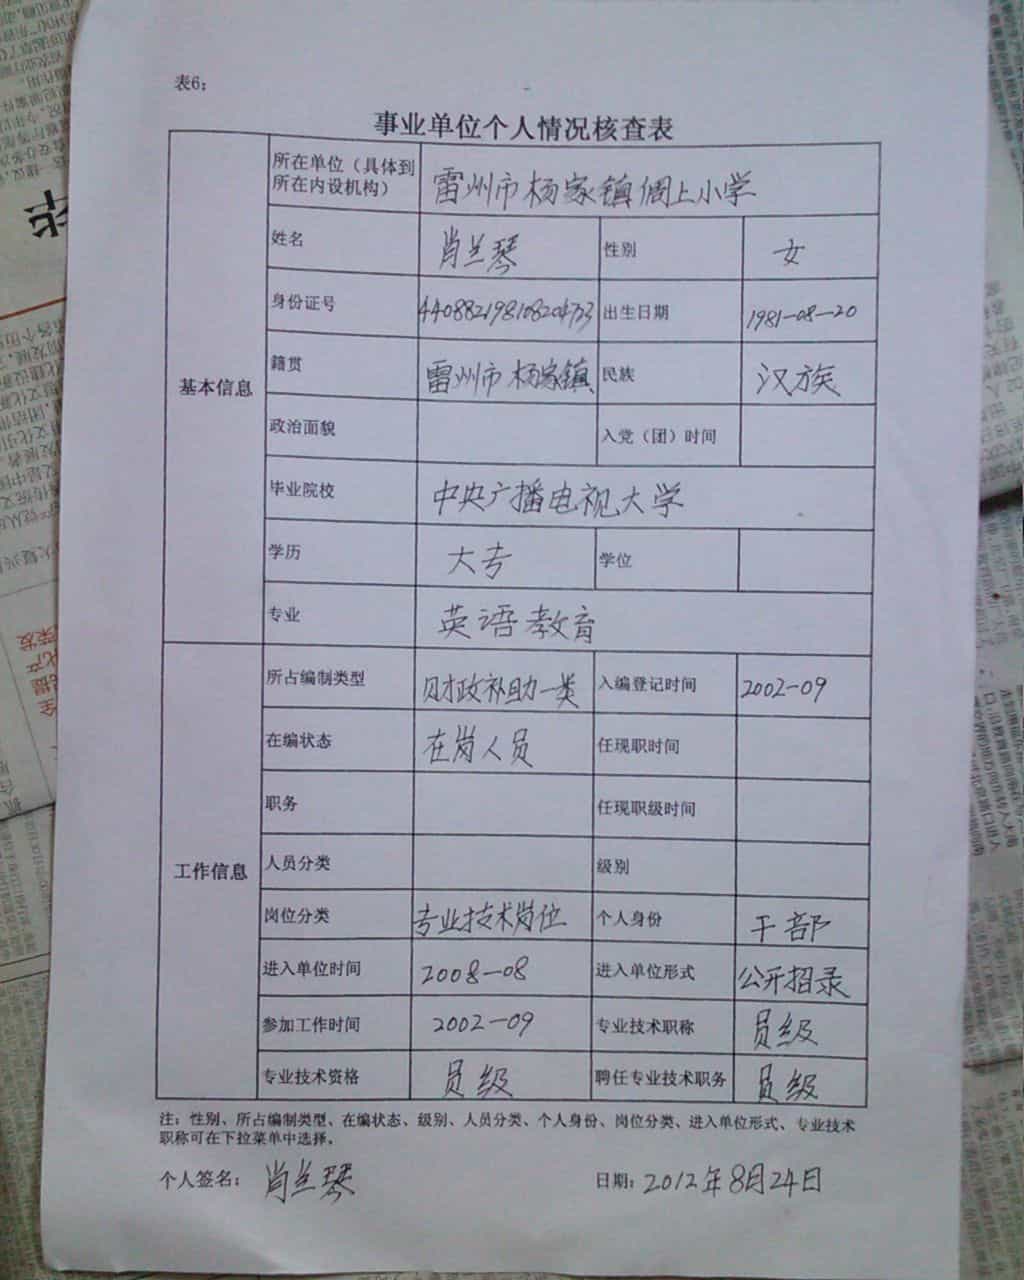 表6:
事业单位个人情况核查表
基本信息
所在单位（具体到
所在内设机构）
雷州市杨家镇 上小学
姓名 肖兰琴 性别 女
身份证号 440882198108204723 出生日期 1981-08-20
籍贯 雷州市杨家镇 民族 汉族
政治面貌 入党（团）时间
毕业院校 中央广播电视大学
学历 大专 学位
专业 英语教育
工作信息
所占编制类型 财政补助一类 入编登记时间 2002-09
在编状态 在岗人员 任现职时间
职务 任现职级时间
人员分类 级别
岗位分类 专业技术岗位 个人身份 干部
进入单位时间 2008-08 进入单位形式 公开招录
参加工作时间 2002-09 专业技术职称 员级
专业技术资格 员级 聘任专业技术职务 员级
注：性别、所占编制类型、在编状态、级别、人员分类、个人身份、岗位分类、进入单位形式、专业技术
职称可在下拉菜单中选择。
个人签名：肖兰琴 日期：2012年8月24日